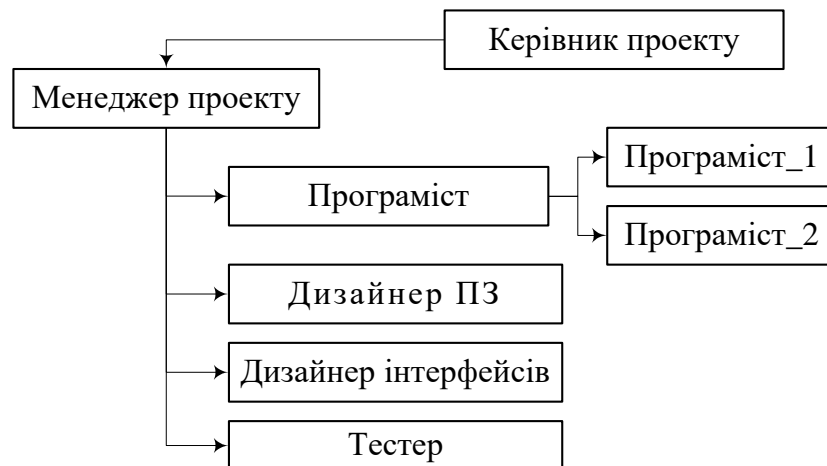 Керівник проекту
Менеджер проекту
Програміст
Програміст_1
Програміст_2
Дизайнер ПЗ
Дизайнер інтерфейсів
Тестер